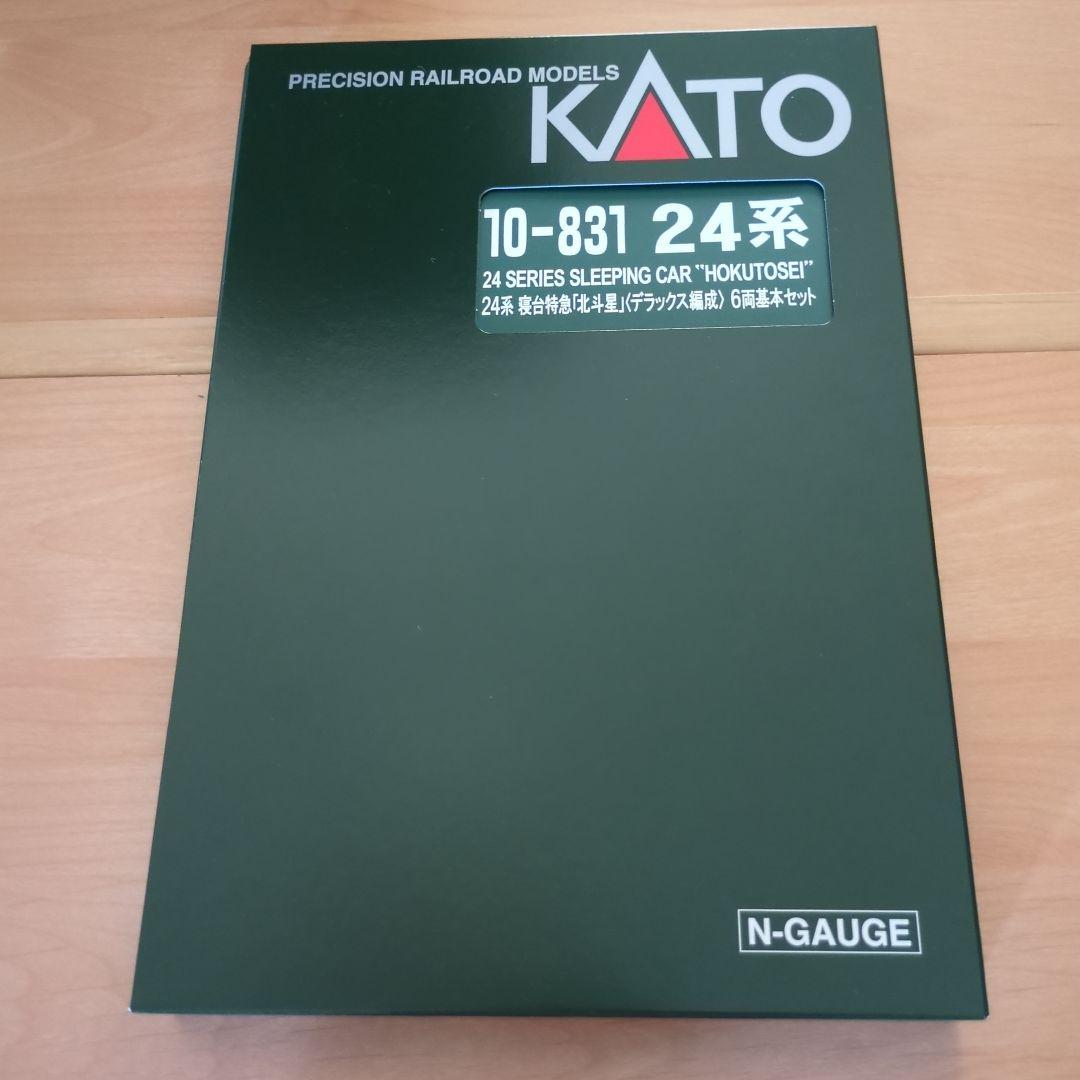 PRECISION RAILROAD MODELS
KATO
10-831 24系
24 SERIES SLEEPING CAR "HOKUTOSEI"
24系 寝台特急「北斗星」〈デラックス編成〉 6両基本セット
N-GAUGE